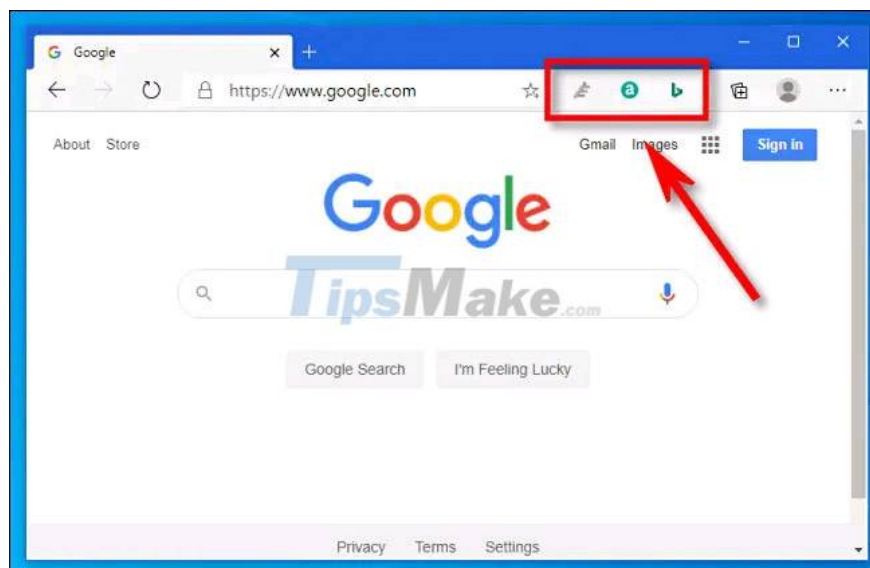 Google
https://www.google.com
a
b
About Store
Gmail Images
Sign in
Google
TipsMake.com
Google Search I'm Feeling Lucky
Privacy Terms Settings